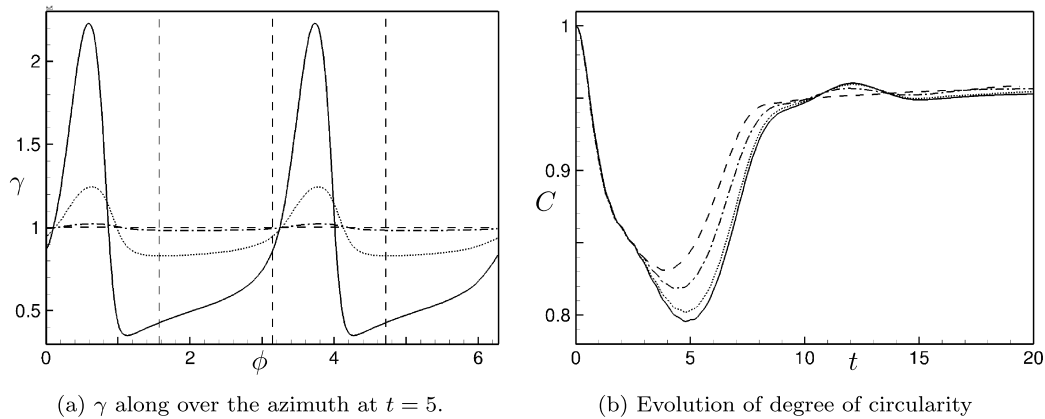 2
1.5
γ
1
0.5
0
2
ϕ
4
6
1
0.9
C
0.8
0
5
10
t
15
20
(a) γ along over the azimuth at t = 5.
(b) Evolution of degree of circularity